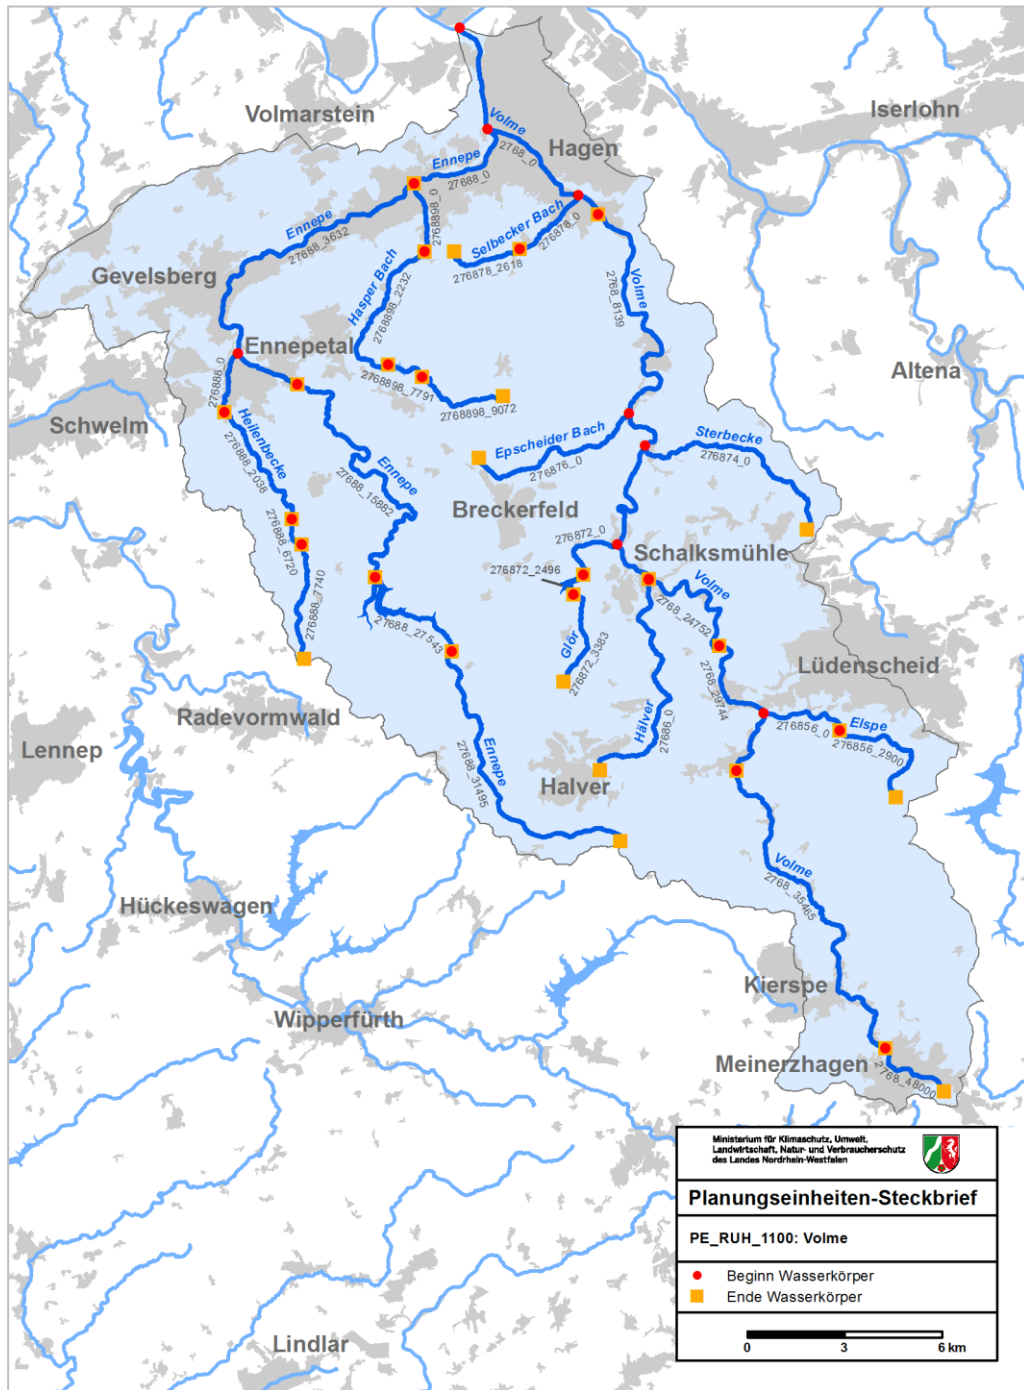 Volmarstein
Iserlohn
Volme
2768_0
Hagen
Ennepe
27688_0
Ennepe
27688_3632
2768898_0
Selbecker Bach
276878_0
276878_2618
Gevelsberg
Hasper Bach
2768898_2232
Volme
2768_8139
Ennepetal
Altena
276888_0
2768898_7791
2768898_9072
Schwelm
Heilenbecke
276888_2038
Ennepe
27688_15882
Epscheider Bach
276876_0
Sterbecke
276874_0
Breckerfeld
276888_6720
276872_0
Schalksmühle
276872_2496
276888_7740
Volme
2768_24752
27688_27543
Glör
276872_3383
Lüdenscheid
2768_29744
Radevormwald
Hälver
27686_0
276856_0
Elspe
276856_2900
Lennep
Ennepe
27688_31495
Halver
Volme
2768_35465
Hückeswagen
Kierspe
Wipperfürth
Meinerzhagen
2768_48000
Ministerium für Klimaschutz, Umwelt,
Landwirtschaft, Natur- und Verbraucherschutz
des Landes Nordrhein-Westfalen
Planungseinheiten-Steckbrief
PE_RUH_1100: Volme
Beginn Wasserkörper
Ende Wasserkörper
0 3 6 km
Lindlar